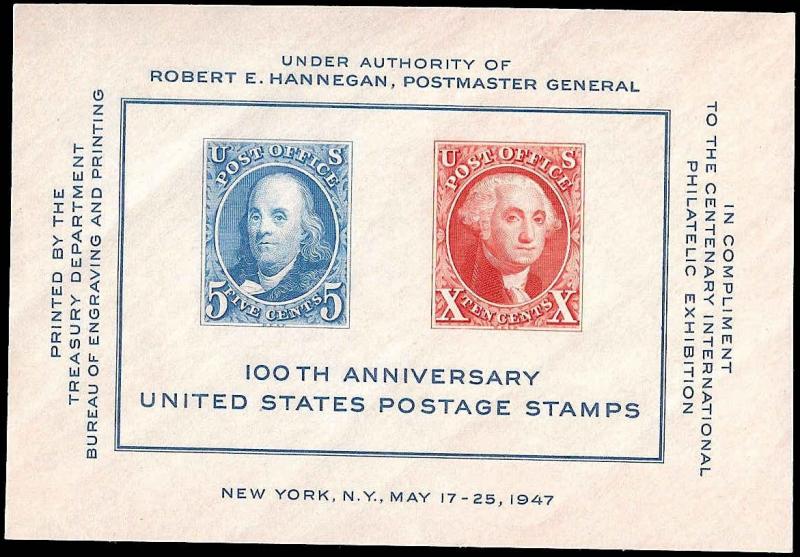 UNDER AUTHORITY OF
ROBERT E. HANNEGAN, POSTMASTER GENERAL
PRINTED BY THE
TREASURY DEPARTMENT
BUREAU OF ENGRAVING AND PRINTING
U S
POST OFFICE
5 FIVE CENTS 5
U S
POST OFFICE
X TEN CENTS X
100TH ANNIVERSARY
UNITED STATES POSTAGE STAMPS
IN COMPLIMENT
TO THE CENTENARY INTERNATIONAL
PHILATELIC EXHIBITION
NEW YORK, N.Y., MAY 17-25, 1947